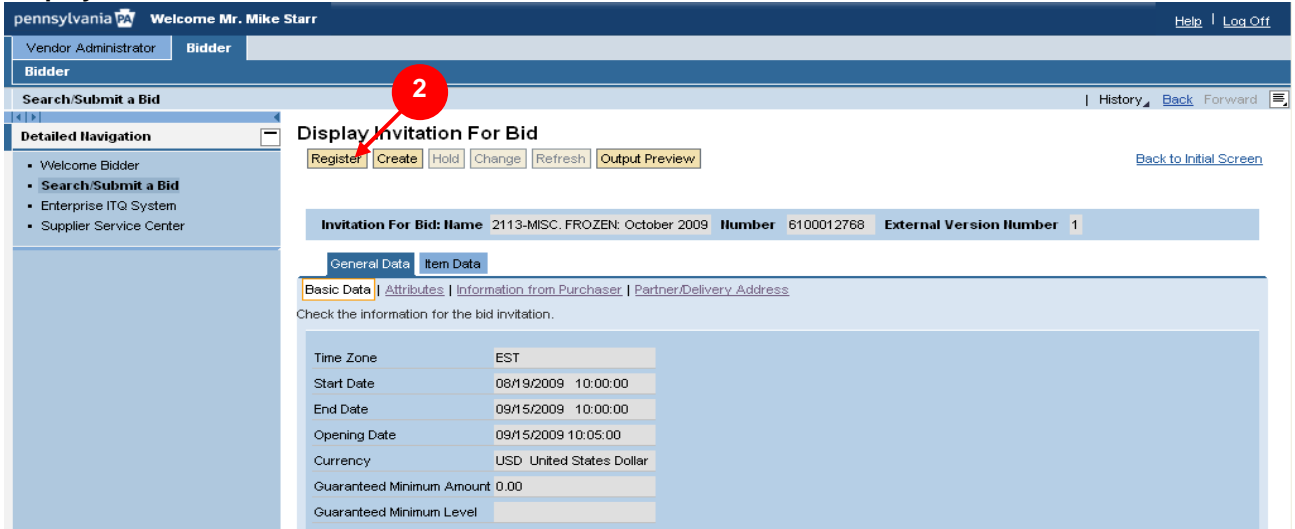 pennsylvania PA Welcome Mr. Mike Starr Help | Log Off
Vendor Administrator Bidder
Bidder
2
Search/Submit a Bid | History Back Forward
Detailed Navigation
Welcome Bidder
Search/Submit a Bid
Enterprise ITQ System
Supplier Service Center
Display Invitation For Bid
Register Create Hold Change Refresh Output Preview Back to Initial Screen
Invitation For Bid: Name 2113-MISC. FROZEN: October 2009 Number 6100012768 External Version Number 1
General Data Item Data
Basic Data | Attributes | Information from Purchaser | Partner/Delivery Address
Check the information for the bid invitation.
Time Zone EST
Start Date 08/19/2009 10:00:00
End Date 09/15/2009 10:00:00
Opening Date 09/15/2009 10:05:00
Currency USD United States Dollar
Guaranteed Minimum Amount 0.00
Guaranteed Minimum Level